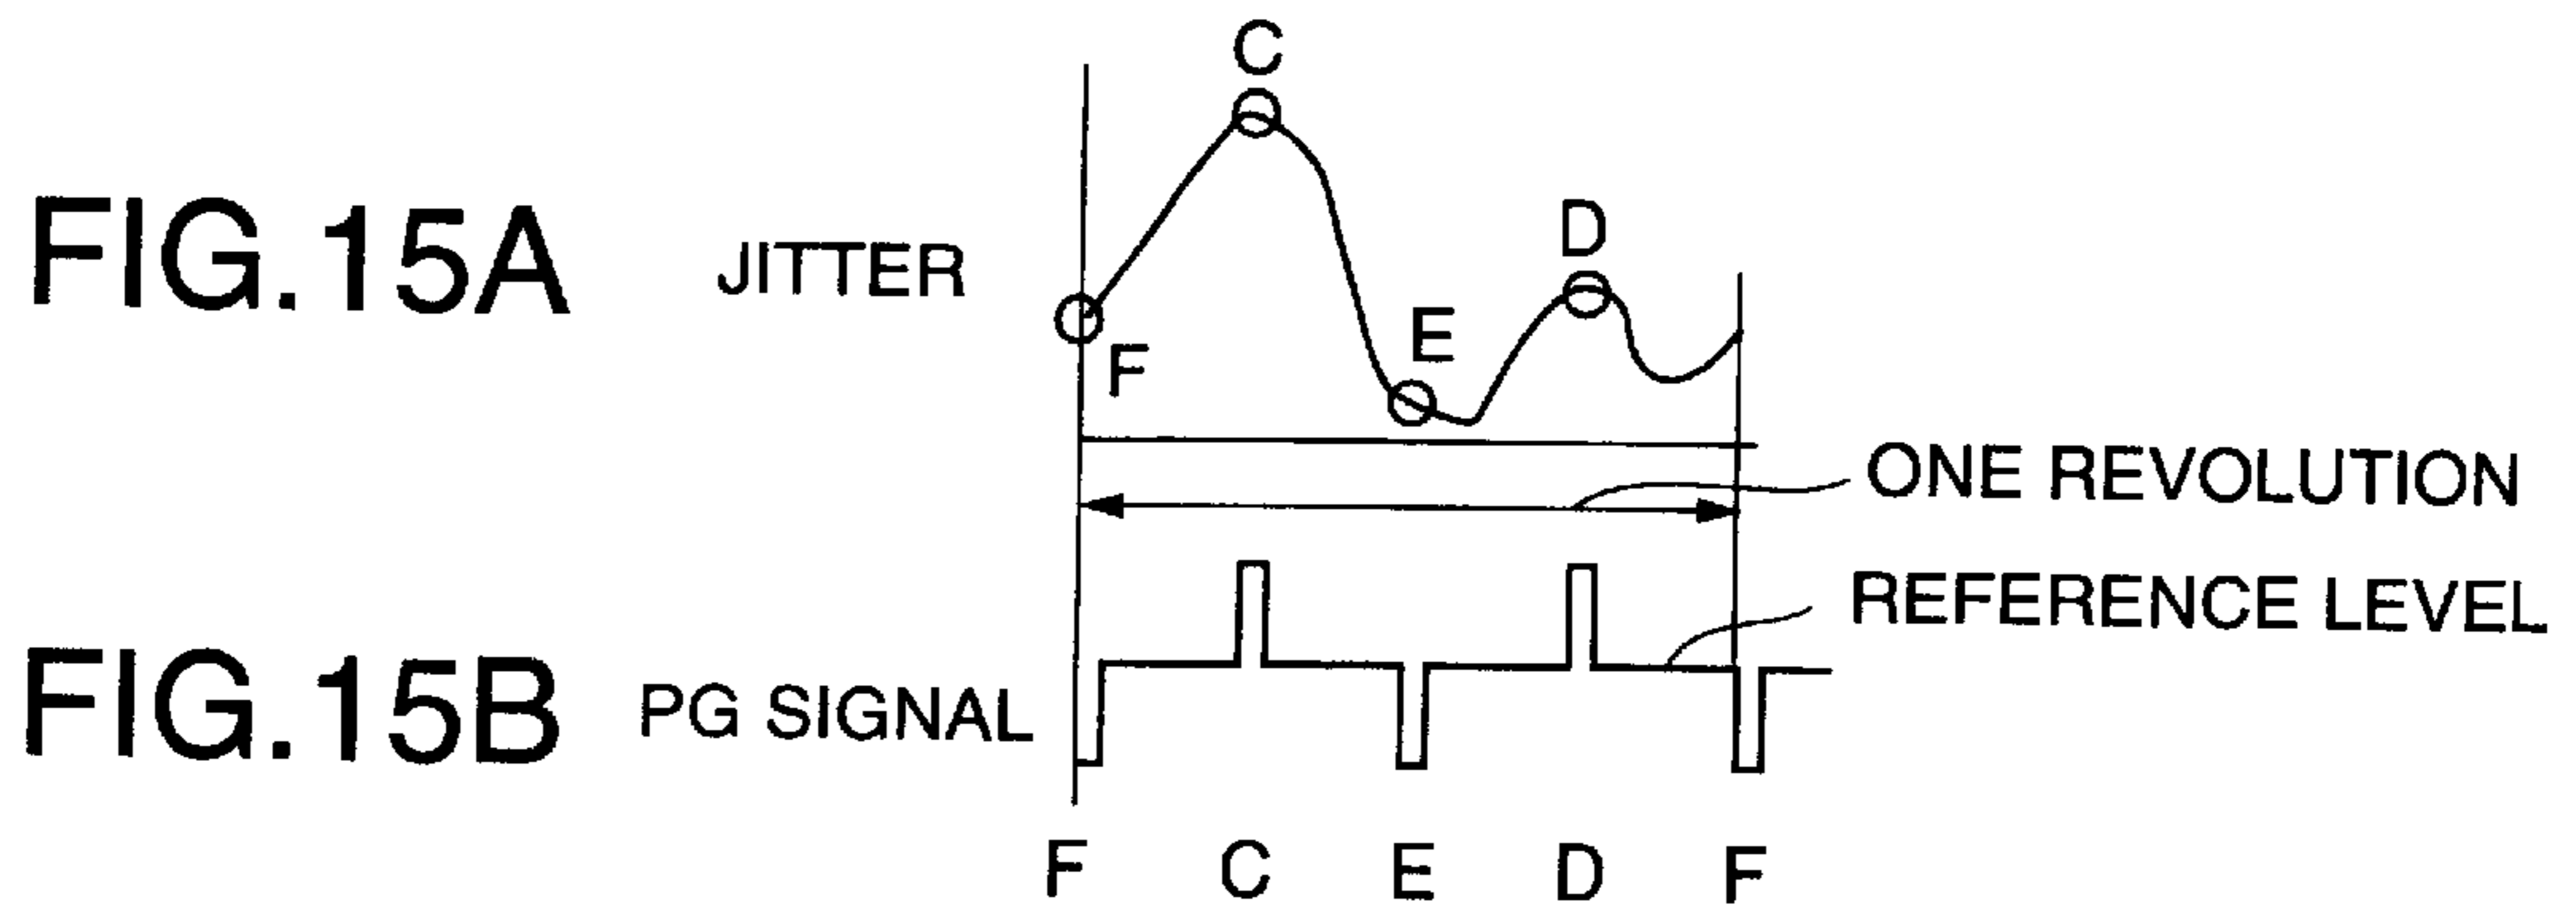 C
D
FIG.15A
JITTER
E
F
ONE REVOLUTION
REFERENCE LEVEL
FIG.15B
PG SIGNAL
F C E D F